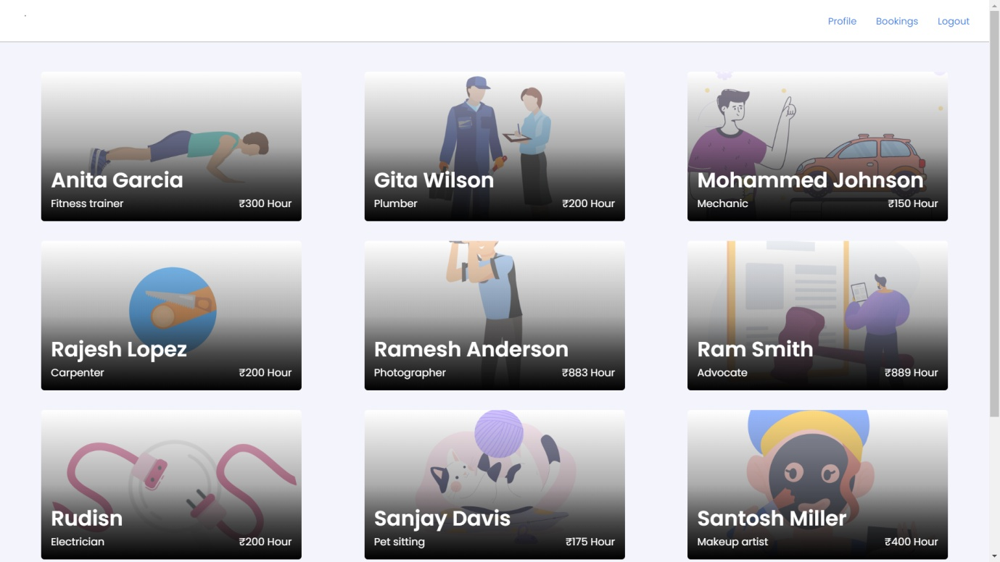 Profile Bookings Logout
Anita Garcia
Fitness trainer ₹300 Hour
Gita Wilson
Plumber ₹200 Hour
Mohammed Johnson
Mechanic ₹150 Hour
Rajesh Lopez
Carpenter ₹200 Hour
Ramesh Anderson
Photographer ₹883 Hour
Ram Smith
Advocate ₹889 Hour
Rudisn
Electrician ₹200 Hour
Sanjay Davis
Pet sitting ₹175 Hour
Santosh Miller
Makeup artist ₹400 Hour